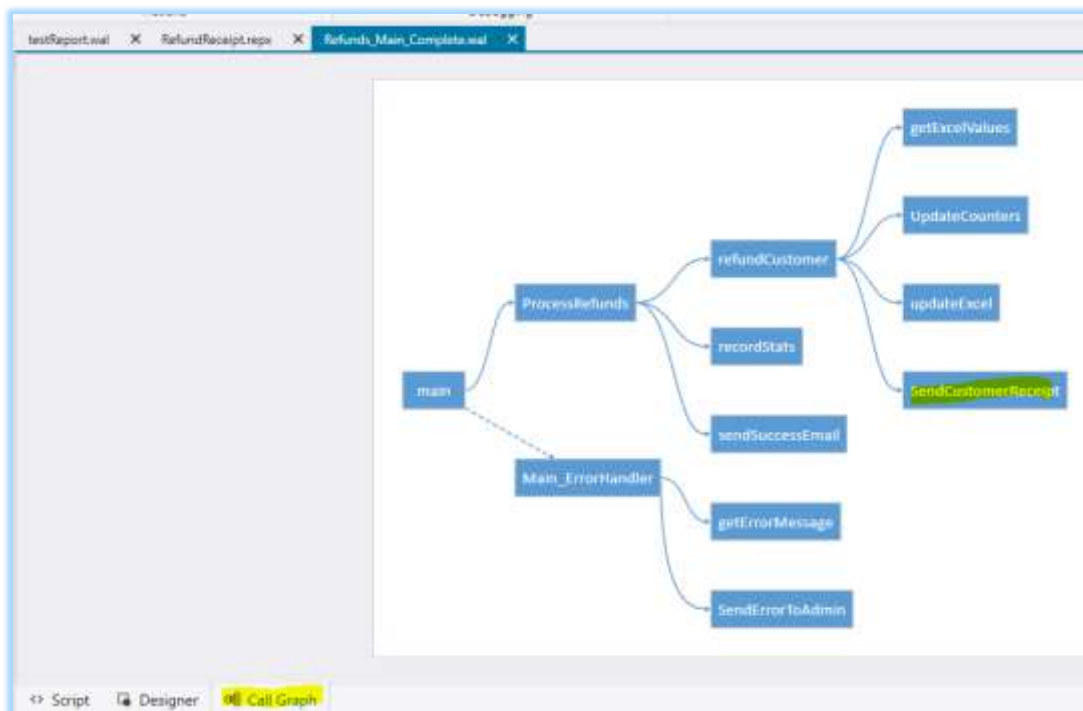 testReport.wal RefundReceipt.repx Refunds_Main_Complete.wal
getExcelValues
UpdateCounters
refundCustomer
ProcessRefunds
updateExcel
recordStats
main
SendCustomerReceipt
sendSuccessEmail
Main_ErrorHandler
getErrorMessage
SendErrorToAdmin
<> Script Designer Call Graph